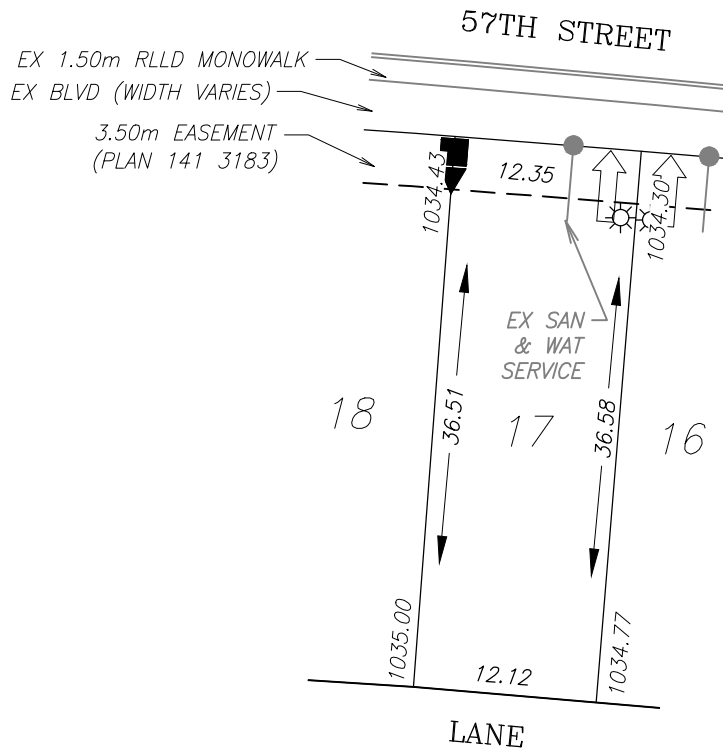 57TH STREET
EX 1.50m RLLD MONOWALK
EX BLVD (WIDTH VARIES)
3.50m EASEMENT
(PLAN 141 3183)
12.35
1034.43
1034.30
EX SAN
& WAT
SERVICE
18
36.51
17
36.58
16
1035.00
12.12
1034.77
LANE